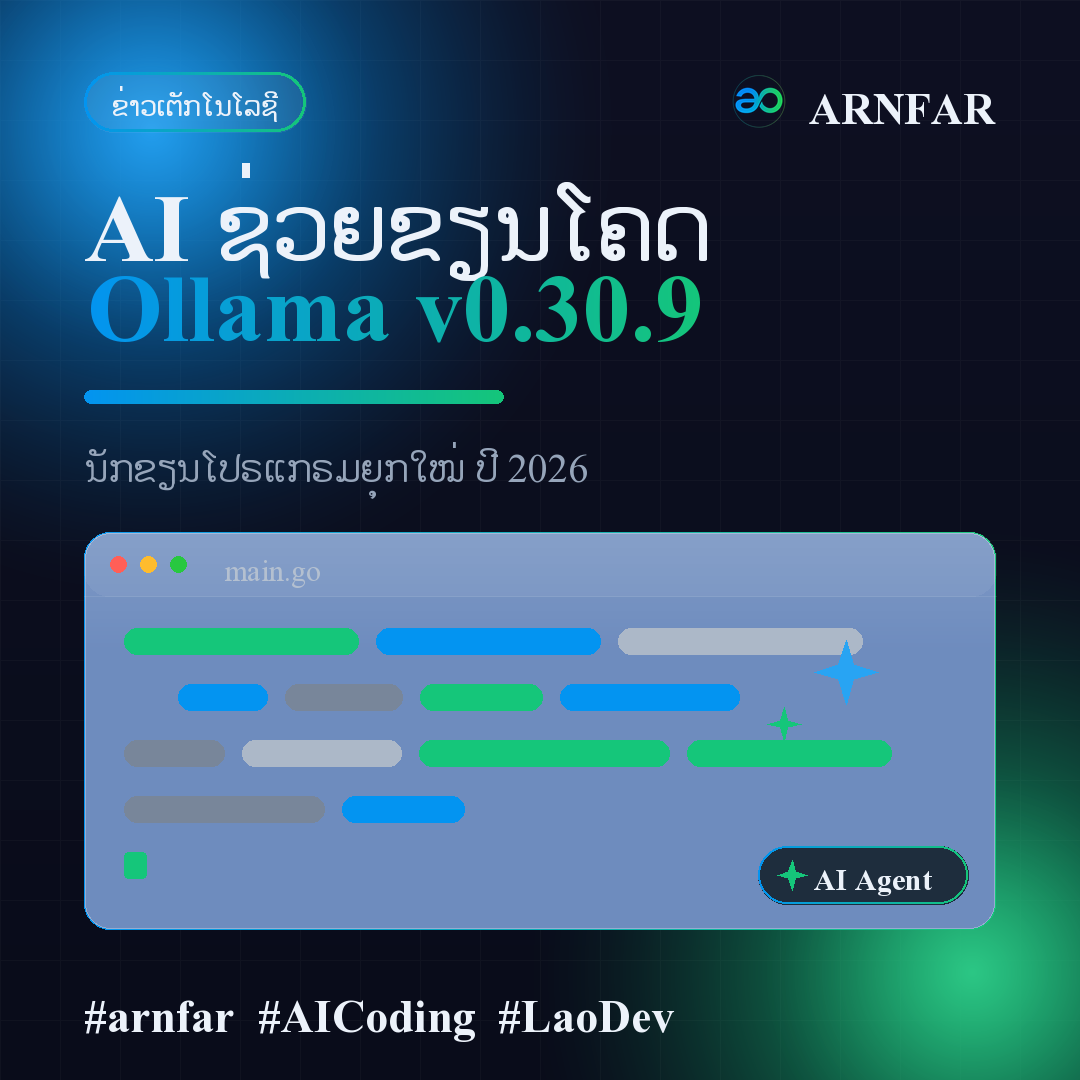 ຂ່າວເຕັກໂນໂລຊີ
ARNFAR
AI ຊ່ວຍຂຽນໂຄດ
Ollama v0.30.9
ນັກຂຽນໂປຣແກຣມຍຸກໃໝ່ ປີ 2026
main.go
AI Agent
#arnfar #AICoding #LaoDev